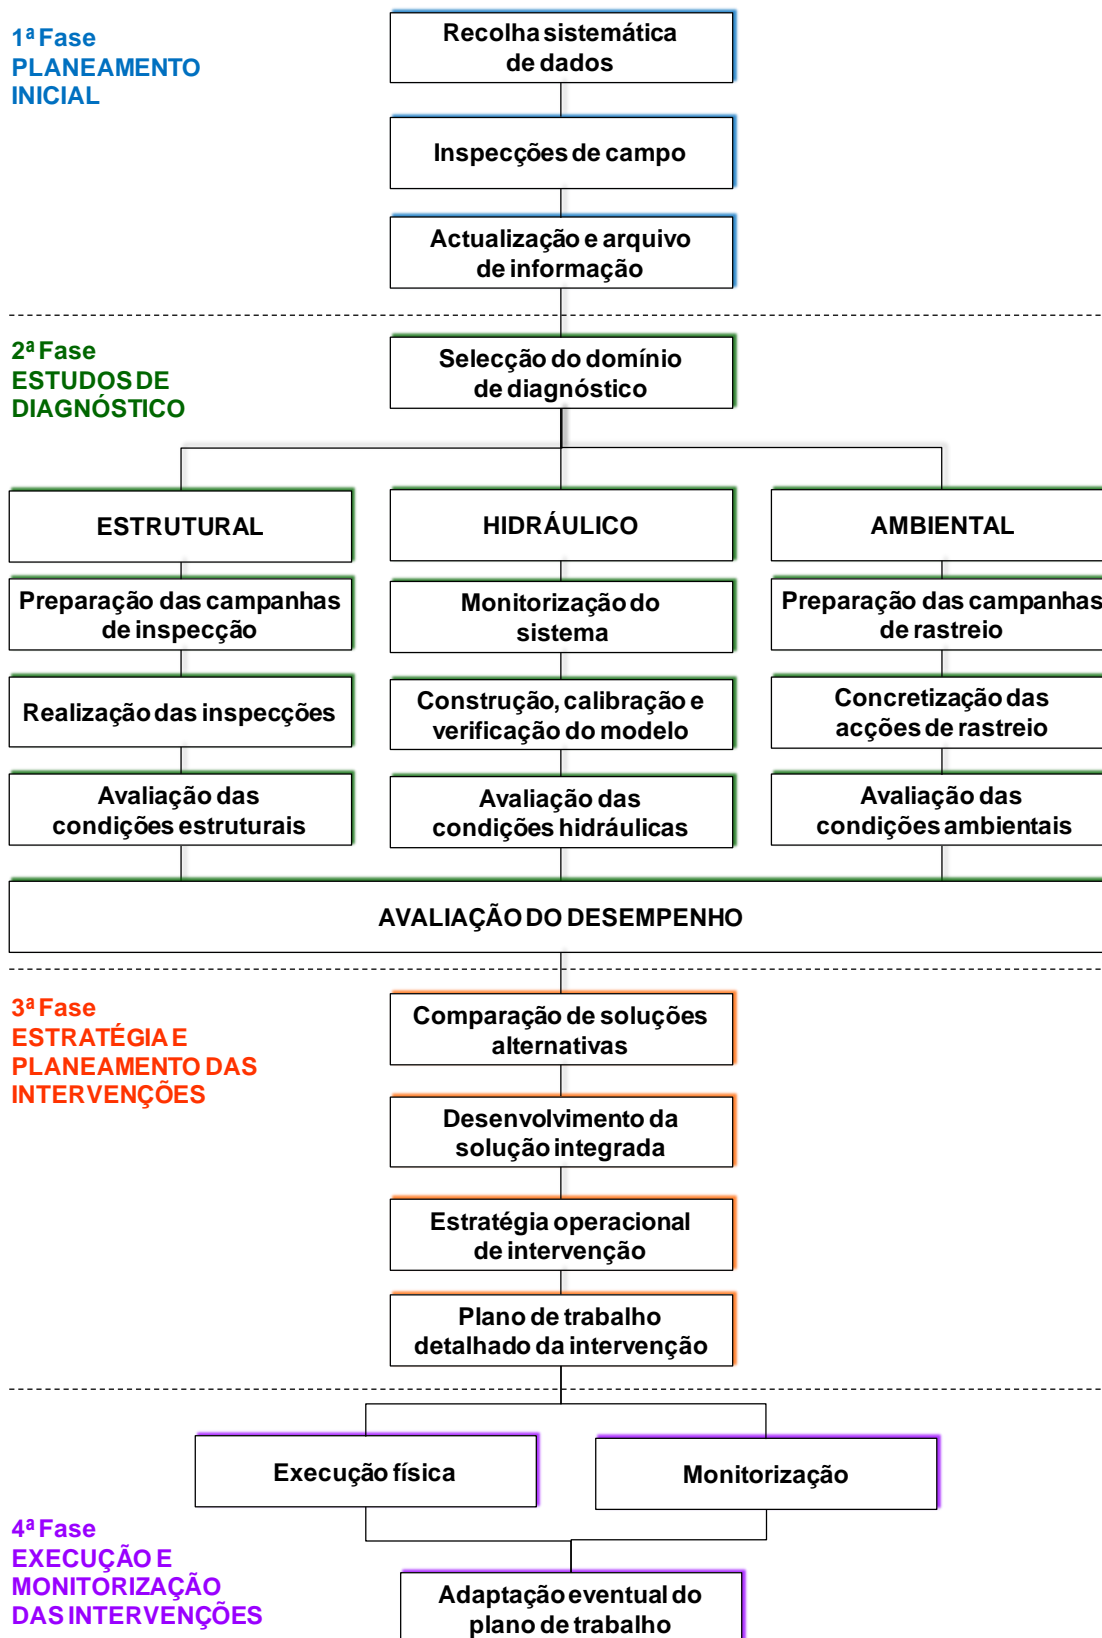 1ª Fase
PLANEAMENTO
INICIAL
Recolha sistemática
de dados
Inspecções de campo
Actualização e arquivo
de informação
2ª Fase
ESTUDOS DE
DIAGNÓSTICO
Selecção do domínio
de diagnóstico
ESTRUTURAL
HIDRÁULICO
AMBIENTAL
Preparação das campanhas
de inspecção
Monitorização do
sistema
Preparação das campanhas
de rastreio
Realização das inspecções
Construção, calibração e
verificação do modelo
Concretização das
acções de rastreio
Avaliação das
condições estruturais
Avaliação das
condições hidráulicas
Avaliação das
condições ambientais
AVALIAÇÃO DO DESEMPENHO
3ª Fase
ESTRATÉGIA E
PLANEAMENTO DAS
INTERVENÇÕES
Comparação de soluções
alternativas
Desenvolvimento da
solução integrada
Estratégia operacional
de intervenção
Plano de trabalho
detalhado da intervenção
Execução física
Monitorização
4ª Fase
EXECUÇÃO E
MONITORIZAÇÃO
DAS INTERVENÇÕES
Adaptação eventual do
plano de trabalho